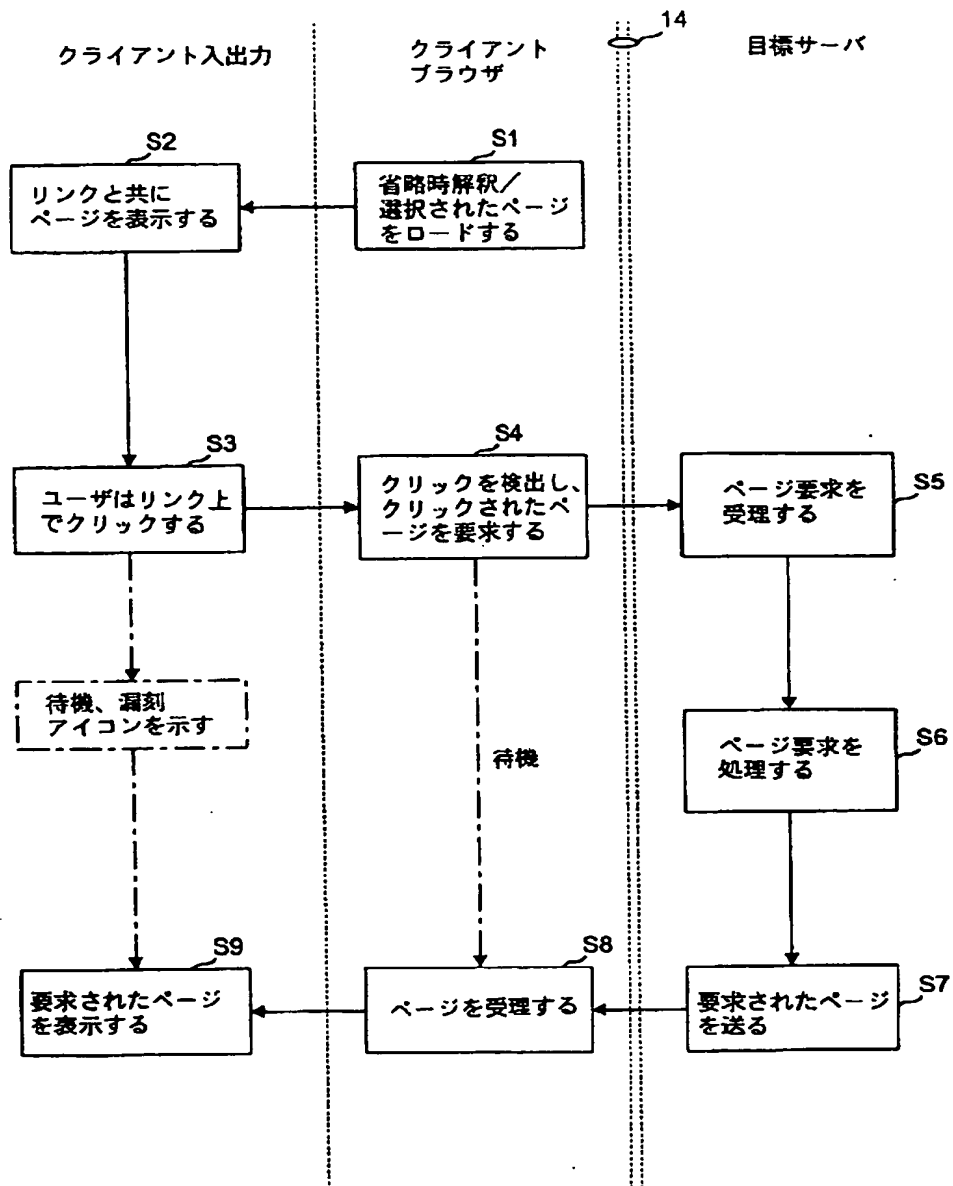 14
クライアント入出力
クライアント
ブラウザ
目標サーバ
S2
リンクと共に
ページを表示する
S1
省略時解釈/
選択されたページ
をロードする
S3
ユーザはリンク上
でクリックする
S4
クリックを検出し、
クリックされたペ
ージを要求する
S5
ページ要求を
受理する
待機、漏刻
アイコンを示す
待機
S6
ページ要求を
処理する
S9
要求されたページ
を表示する
S8
ページを受理する
S7
要求されたページ
を送る